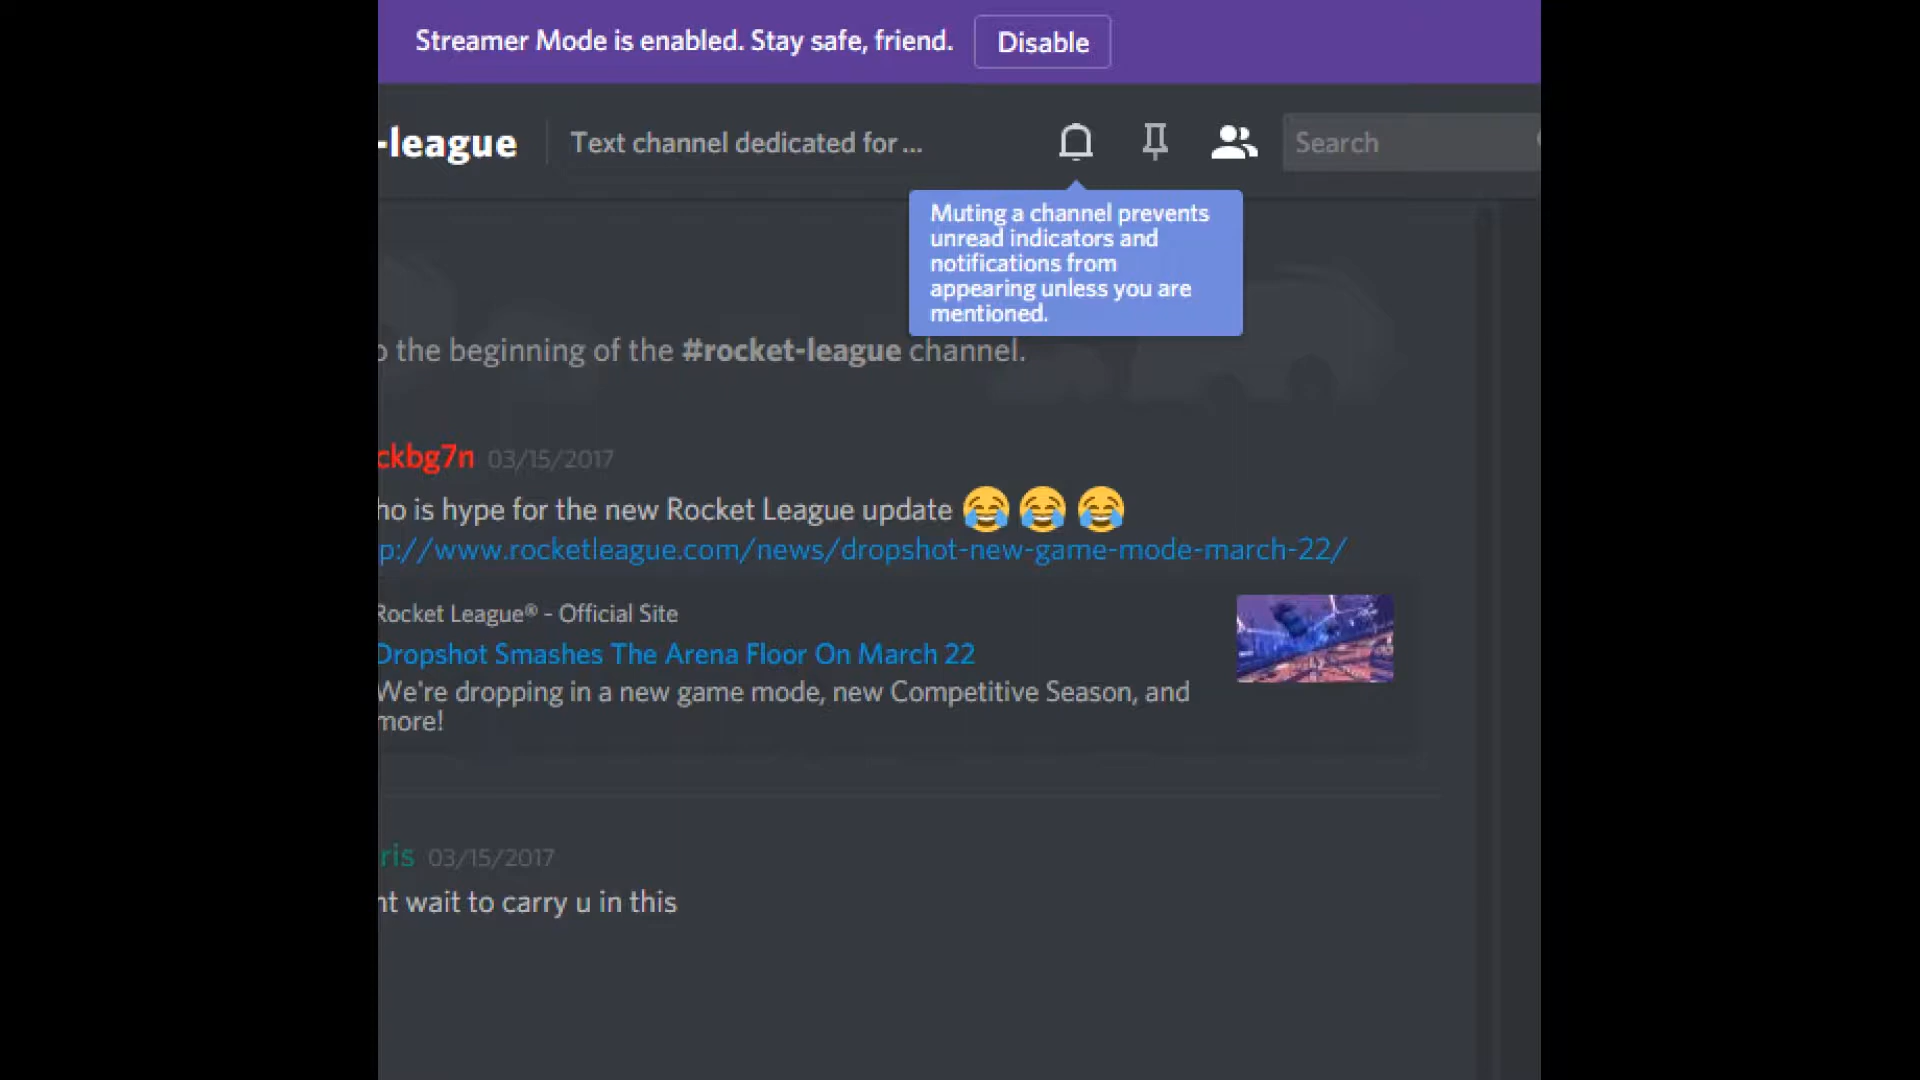 Streamer Mode is enabled. Stay safe, friend. Disable
-league Text channel dedicated for ... Search
Muting a channel prevents
unread indicators and
notifications from
appearing unless you are
mentioned.
the beginning of the #rocket-league channel.
ckbg7n 03/15/2017
ho is hype for the new Rocket League update
p://www.rocketleague.com/news/dropshot-new-game-mode-march-22/
Rocket League® - Official Site
Dropshot Smashes The Arena Floor On March 22
We're dropping in a new game mode, new Competitive Season, and
more!
ris 03/15/2017
nt wait to carry u in this